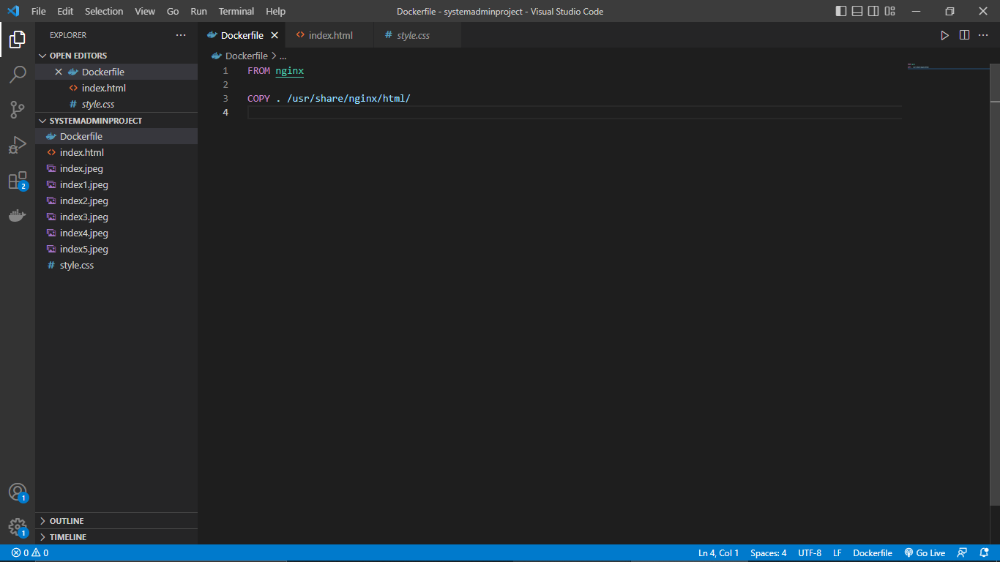 File Edit Selection View Go Run Terminal Help Dockerfile - systemadminproject - Visual Studio Code
EXPLORER ···
OPEN EDITORS
Dockerfile
index.html
style.css
SYSTEMADMINPROJECT
Dockerfile
index.html
index.jpeg
index1.jpeg
index2.jpeg
index3.jpeg
index4.jpeg
index5.jpeg
style.css
OUTLINE
TIMELINE
2
1
1
Dockerfile index.html # style.css
Dockerfile > ...
1 FROM nginx
2
3 COPY . /usr/share/nginx/html/
4
0 0 Ln 4, Col 1 Spaces: 4 UTF-8 LF Dockerfile Go Live